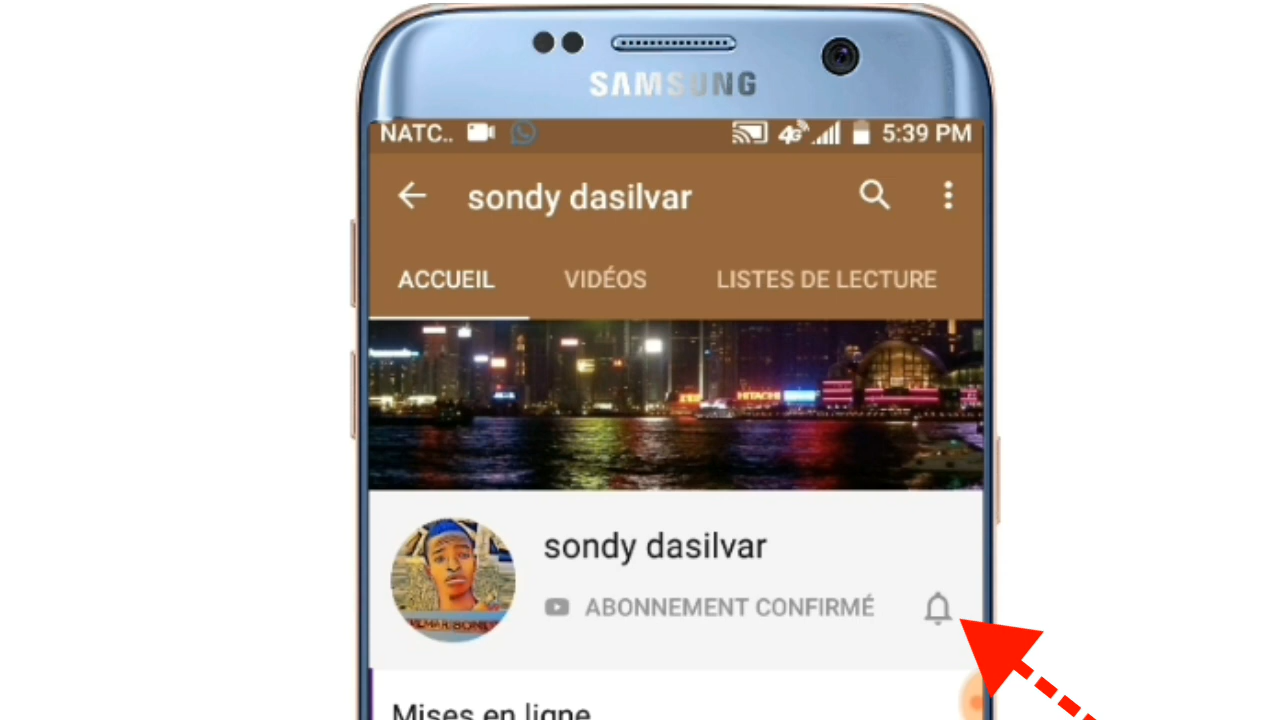 SAMSUNG
NATC.. 4G 5:39 PM
sondy dasilvar
ACCUEIL VIDÉOS LISTES DE LECTURE
HITACHI
sondy dasilvar
ABONNEMENT CONFIRMÉ
Mises en ligne